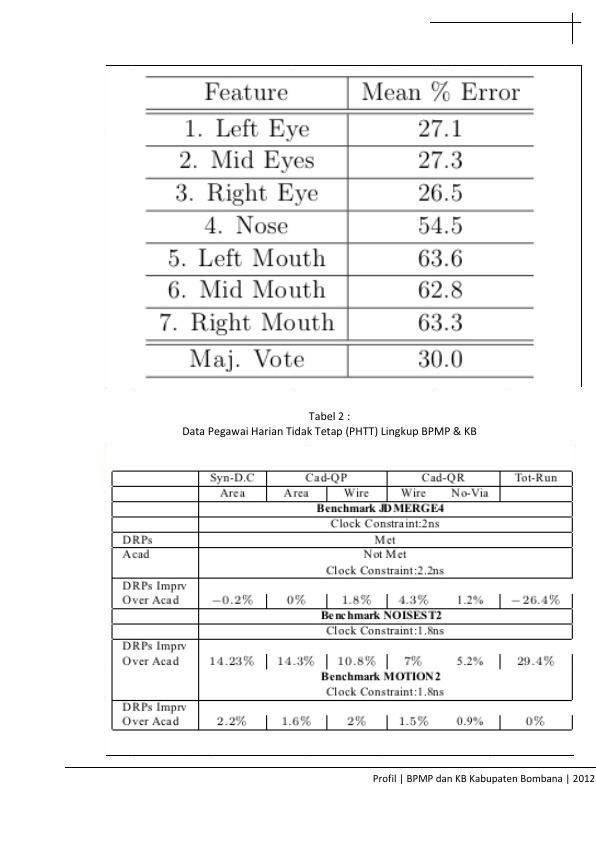 Feature Mean % Error
1. Left Eye 27.1
2. Mid Eyes 27.3
3. Right Eye 26.5
4. Nose 54.5
5. Left Mouth 63.6
6. Mid Mouth 62.8
7. Right Mouth 63.3
Maj. Vote 30.0
Tabel 2 :
Data Pegawai Harian Tidak Tetap (PHTT) Lingkup BPMP & KB
Syn-D.C Cad-QP Cad-QR Tot-Run
Area Area Wire Wire No-Via
Benchmark JDMERGE4
Clock Constraint:2ns
DRPs Met
Acad Not Met
Clock Constraint:2.2ns
DRPs Imprv
Over Acad −0.2% 0% 1.8% 4.3% 1.2% −26.4%
Benchmark NOISEST2
Clock Constraint:1.8ns
DRPs Imprv
Over Acad 14.23% 14.3% 10.8% 7% 5.2% 29.4%
Benchmark MOTION2
Clock Constraint:1.8ns
DRPs Imprv
Over Acad 2.2% 1.6% 2% 1.5% 0.9% 0%
Profil | BPMP dan KB Kabupaten Bombana | 2012